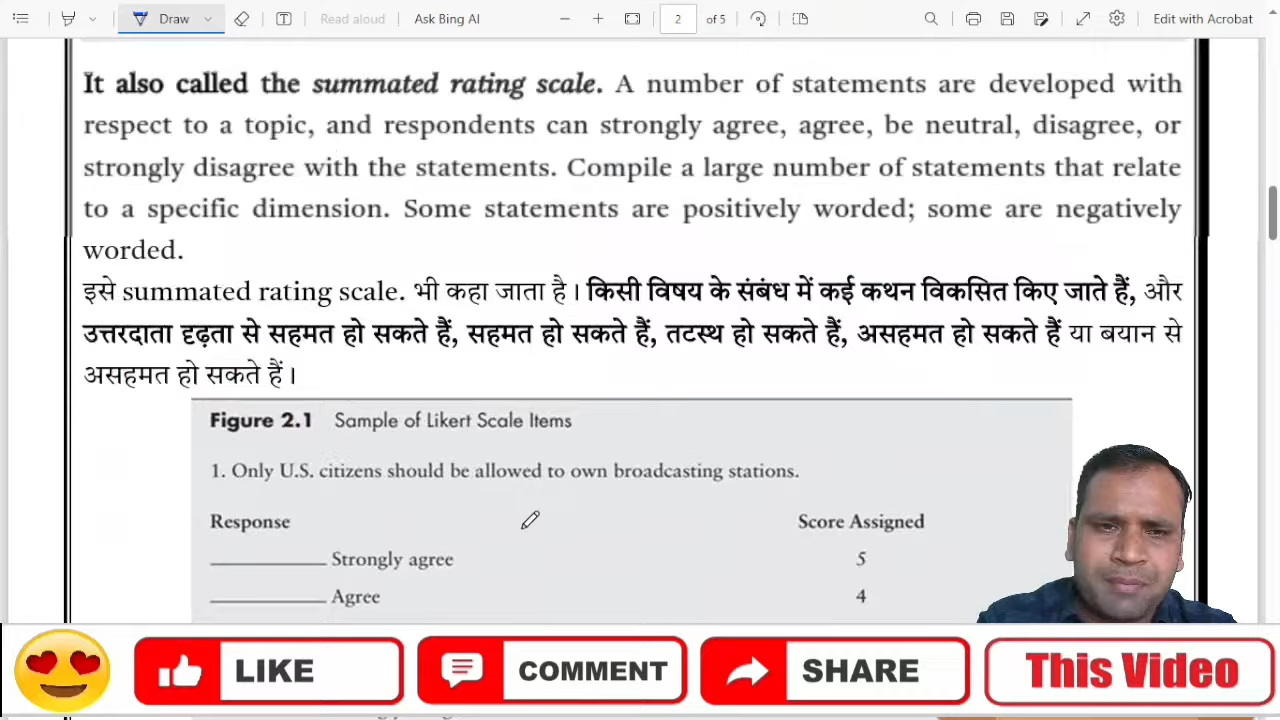 Draw
Read aloud
Ask Bing AI
2
of 5
Edit with Acrobat
It also called the summated rating scale. A number of statements are developed with
respect to a topic, and respondents can strongly agree, agree, be neutral, disagree, or
strongly disagree with the statements. Compile a large number of statements that relate
to a specific dimension. Some statements are positively worded; some are negatively
worded.
इसे summated rating scale. भी कहा जाता है। किसी विषय के संबंध में कई कथन विकसित किए जाते हैं, और
उत्तरदाता दृढ़ता से सहमत हो सकते हैं, सहमत हो सकते हैं, तटस्थ हो सकते हैं, असहमत हो सकते हैं या बयान से
असहमत हो सकते हैं।
Figure 2.1 Sample of Likert Scale Items
1. Only U.S. citizens should be allowed to own broadcasting stations.
Response Score Assigned
Strongly agree 5
Agree 4
LIKE
COMMENT
SHARE
This Video